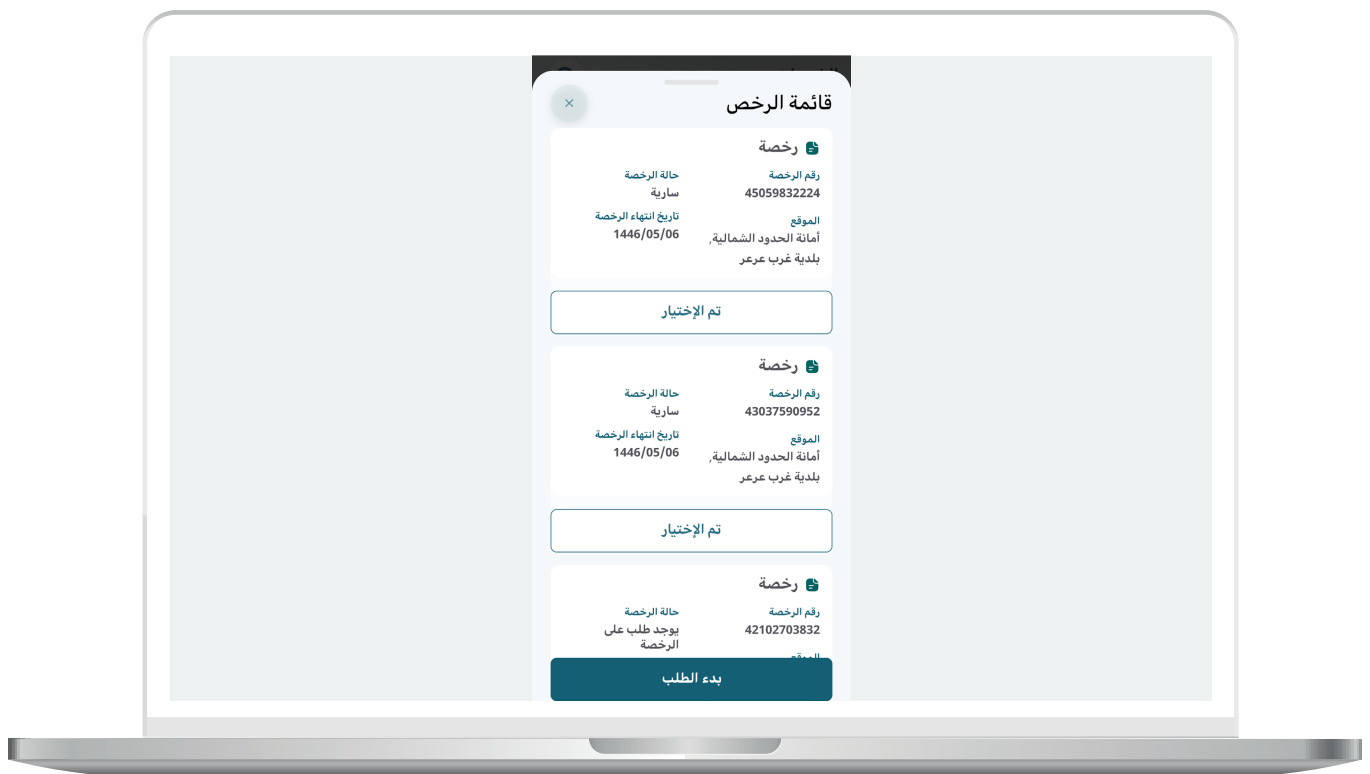 قائمة الرخص
×
رخصة
رقم الرخصة
45059832224
حالة الرخصة
سارية
الموقع
أمانة الحدود الشمالية,
بلدية غرب عرعر
تاريخ انتهاء الرخصة
1446/05/06
تم الإختيار
رخصة
رقم الرخصة
43037590952
حالة الرخصة
سارية
الموقع
أمانة الحدود الشمالية,
بلدية غرب عرعر
تاريخ انتهاء الرخصة
1446/05/06
تم الإختيار
رخصة
رقم الرخصة
42102703832
حالة الرخصة
يوجد طلب على
الرخصة
الموقع
بدء الطلب